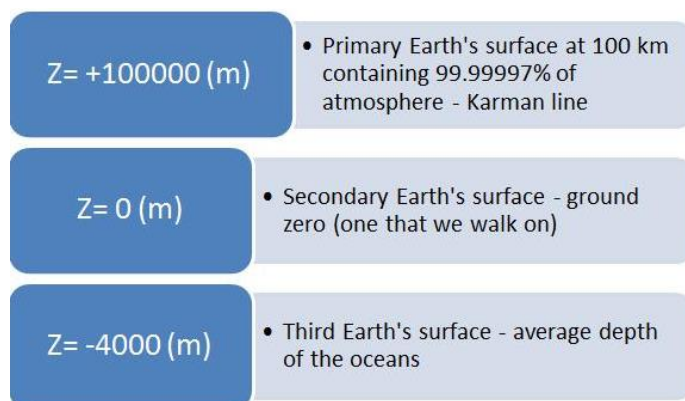 Z= +100000 (m)
• Primary Earth's surface at 100 km
containing 99.99997% of
atmosphere - Karman line
Z= 0 (m)
• Secondary Earth's surface - ground
zero (one that we walk on)
Z= -4000 (m)
• Third Earth's surface - average depth
of the oceans